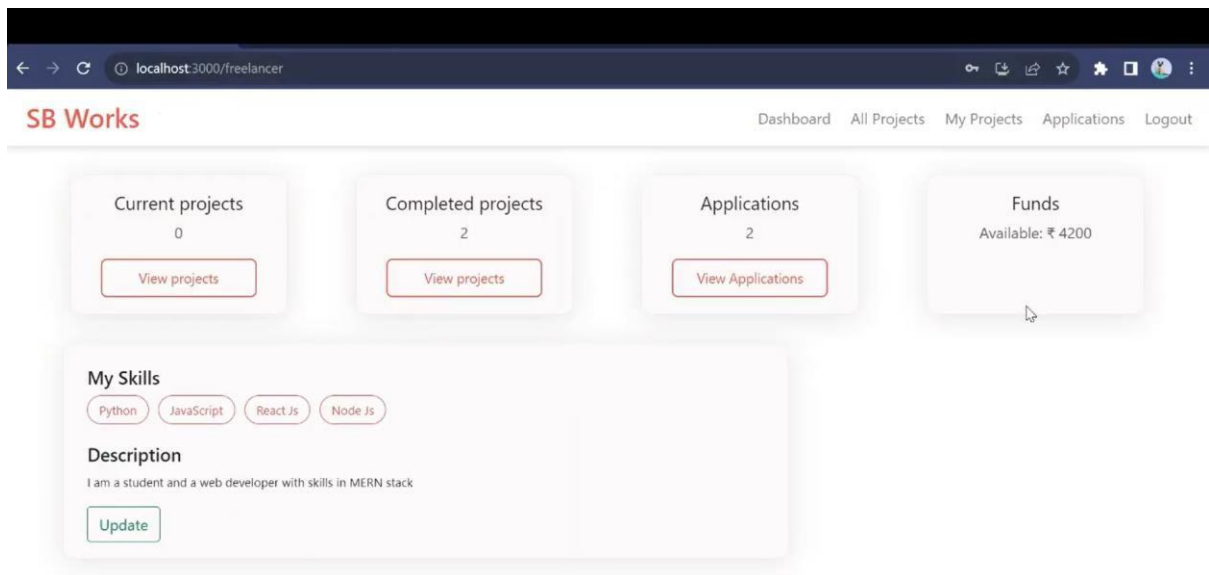 localhost:3000/freelancer
SB Works
Dashboard All Projects My Projects Applications Logout
Current projects
0
View projects
Completed projects
2
View projects
Applications
2
View Applications
Funds
Available: ₹ 4200
My Skills
Python JavaScript React Js Node Js
Description
I am a student and a web developer with skills in MERN stack
Update